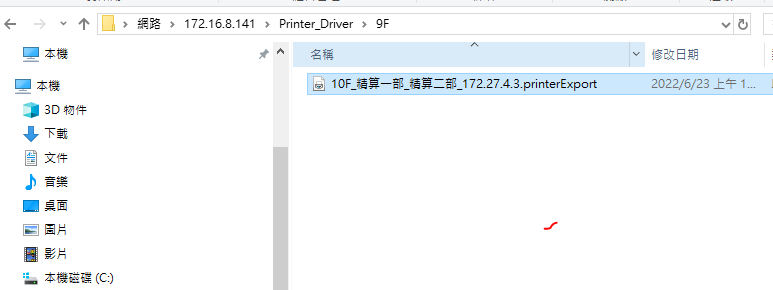 網路 > 172.16.8.141 > Printer_Driver > 9F
本機
本機
3D 物件
下載
文件
音樂
桌面
圖片
影片
本機磁碟 (C:)
名稱 修改日期
10F_精算一部_精算二部_172.27.4.3.printerExport 2022/6/23 上午 1...